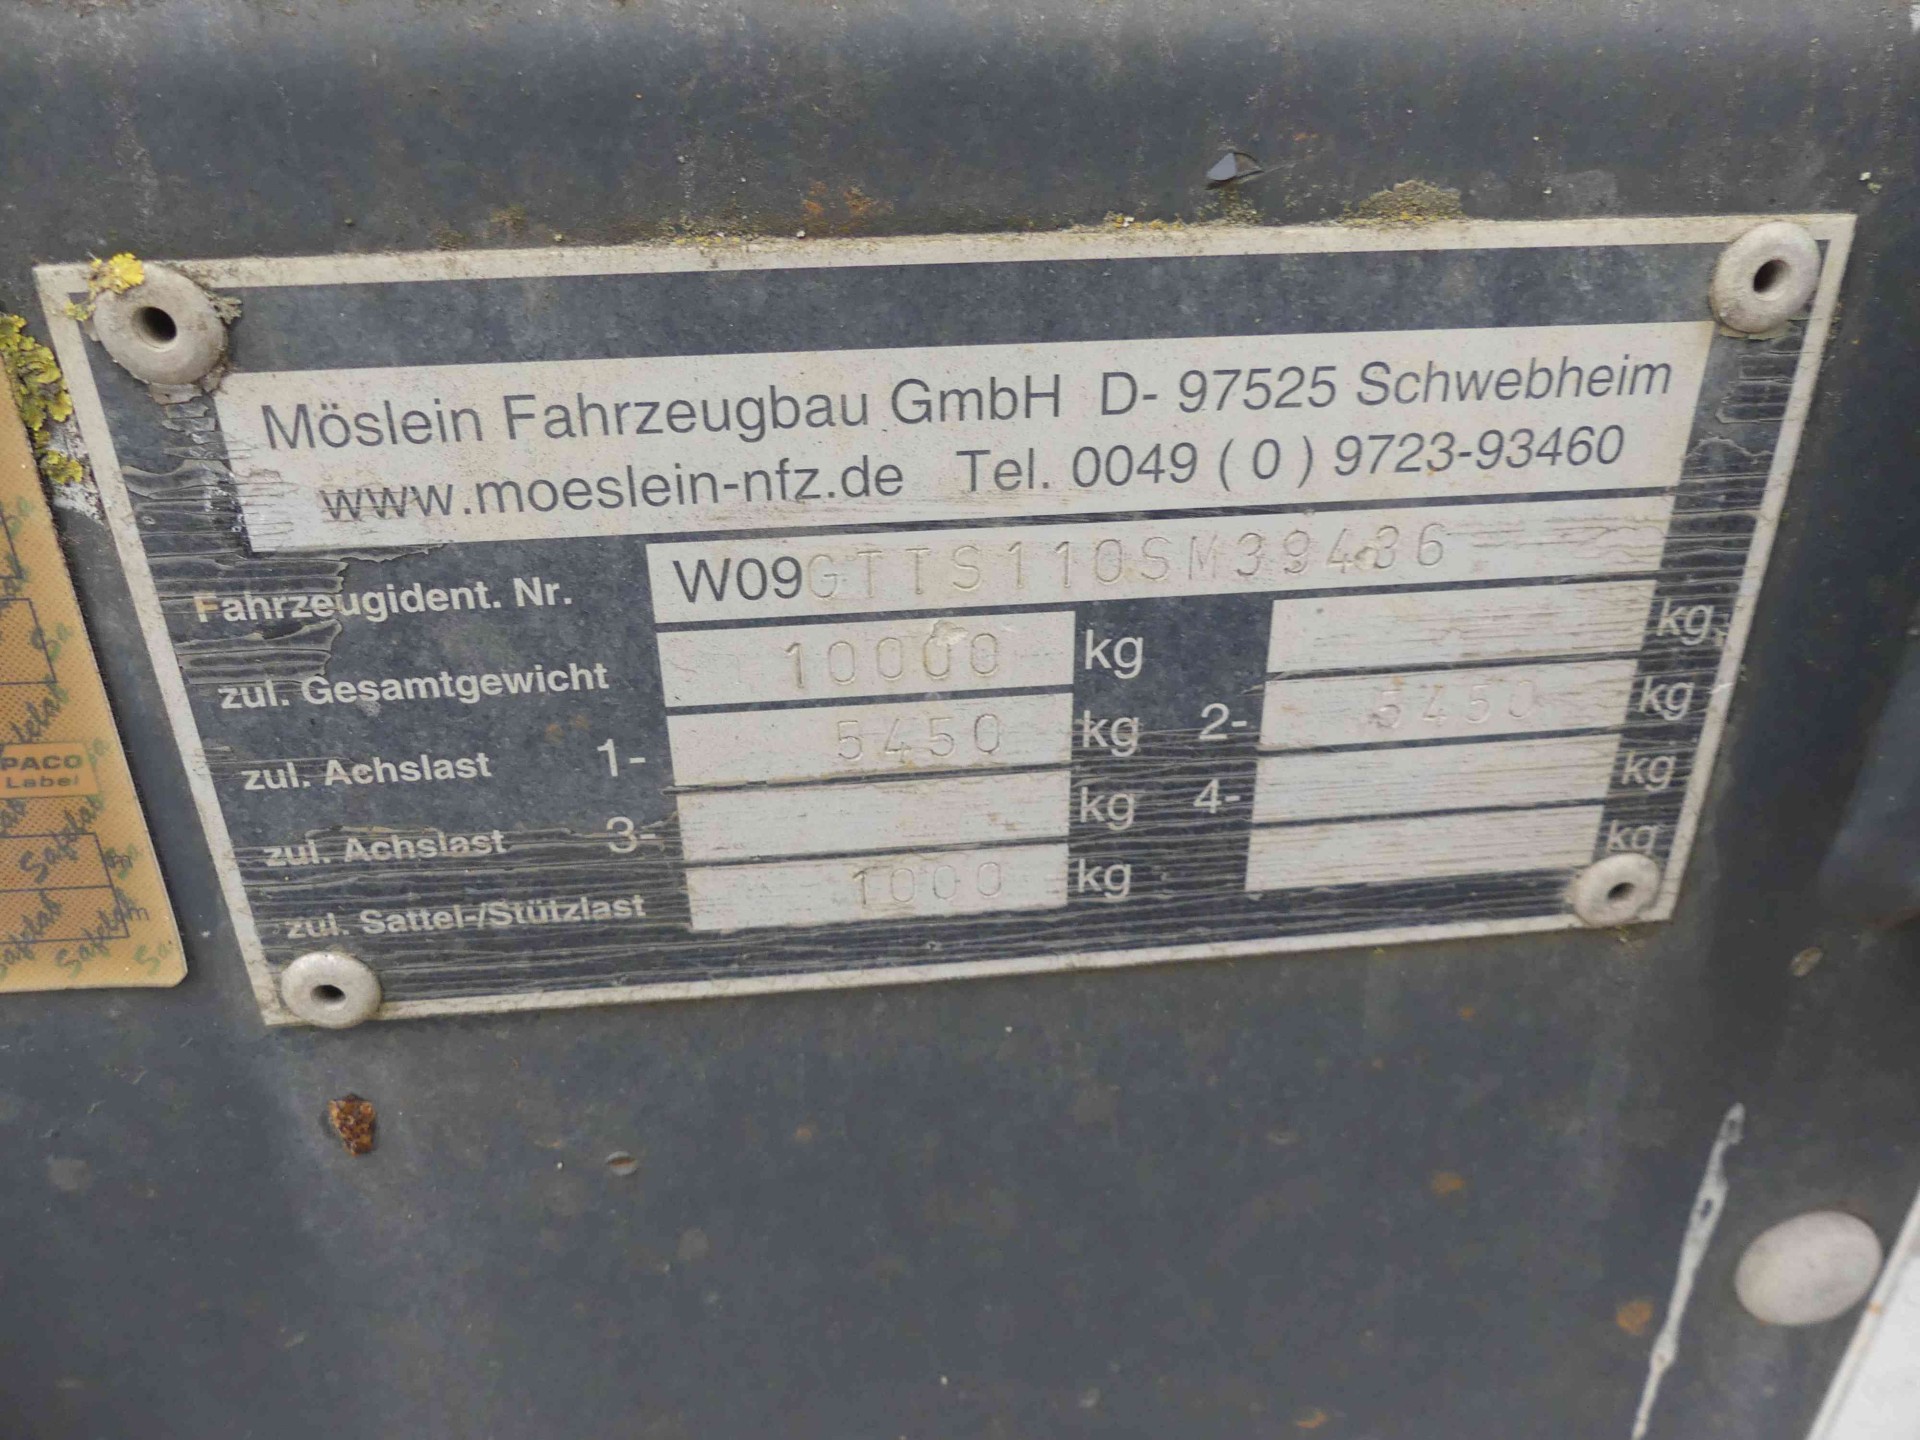 Möslein Fahrzeugbau GmbH D- 97525 Schwebheim
www.moeslein-nfz.de Tel. 0049 ( 0 ) 9723-93460
Fahrzeugident. Nr. W09GTTS110SM39436
zul. Gesamtgewicht 10000 kg kg
zul. Achslast 1- 5450 kg 2- 5450 kg
zul. Achslast 3- kg 4- kg
zul. Sattel-/Stützlast 1000 kg kg
PACO
Label